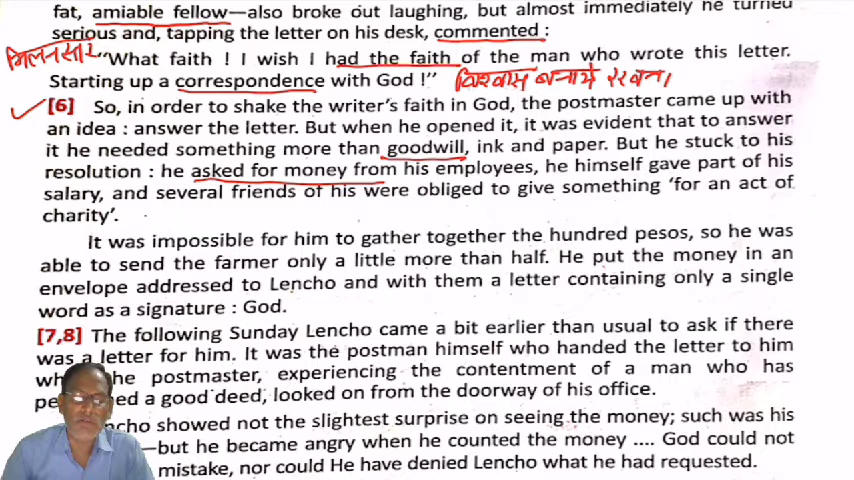 fat, amiable fellow—also broke out laughing, but almost immediately he turned
serious and, tapping the letter on his desk, commented :
मिलनसार
"What faith ! I wish I had the faith of the man who wrote this letter.
Starting up a correspondence with God !" विश्वास बनाये रखना
[6] So, in order to shake the writer's faith in God, the postmaster came up with
an idea : answer the letter. But when he opened it, it was evident that to answer
it he needed something more than goodwill, ink and paper. But he stuck to his
resolution : he asked for money from his employees, he himself gave part of his
salary, and several friends of his were obliged to give something 'for an act of
charity'.
It was impossible for him to gather together the hundred pesos, so he was
able to send the farmer only a little more than half. He put the money in an
envelope addressed to Lencho and with them a letter containing only a single
word as a signature : God.
[7,8] The following Sunday Lencho came a bit earlier than usual to ask if there
was a letter for him. It was the postman himself who handed the letter to him
the postmaster, experiencing the contentment of a man who has
a good deed, looked on from the doorway of his office.
showed not the slightest surprise on seeing the money; such was his
—but he became angry when he counted the money .... God could not
mistake, nor could He have denied Lencho what he had requested.